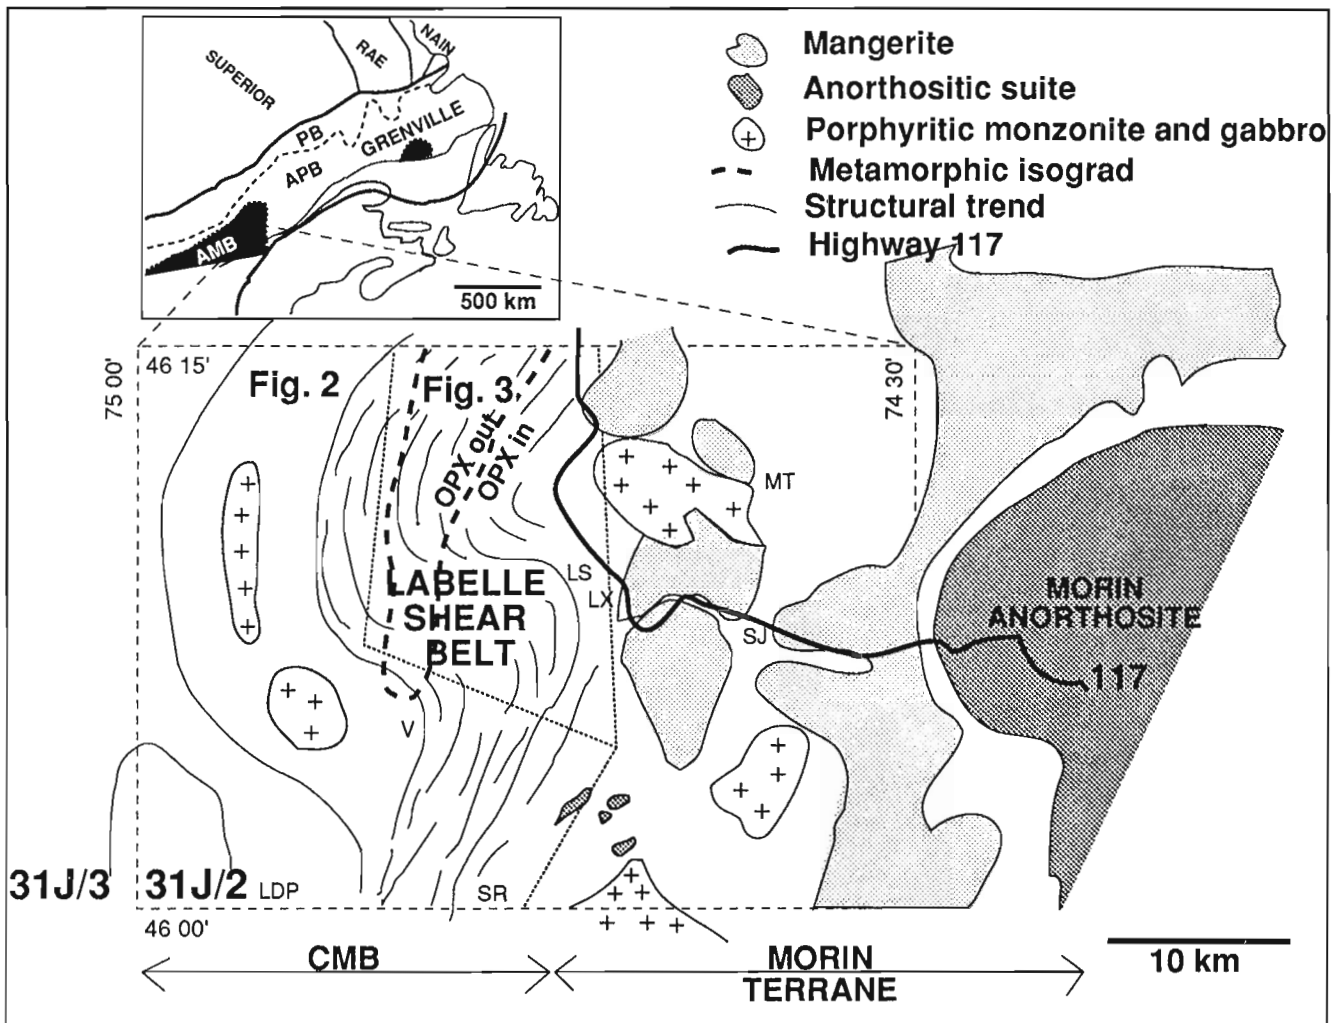 SUPERIOR
RAE
NAIN
PB
GRENVILLE
APB
AMB
500 km
Mangerite
Anorthositic suite
Porphyritic monzonite and gabbro
Metamorphic isograd
Structural trend
Highway 117
75 00'
46 15'
74 30'
Fig. 2
Fig. 3
OPX out
OPX in
MT
LS
LX
SJ
LABELLE
SHEAR
BELT
MORIN
ANORTHOSITE
117
V
31J/3
31J/2
LDP
SR
46 00'
CMB
MORIN
TERRANE
10 km